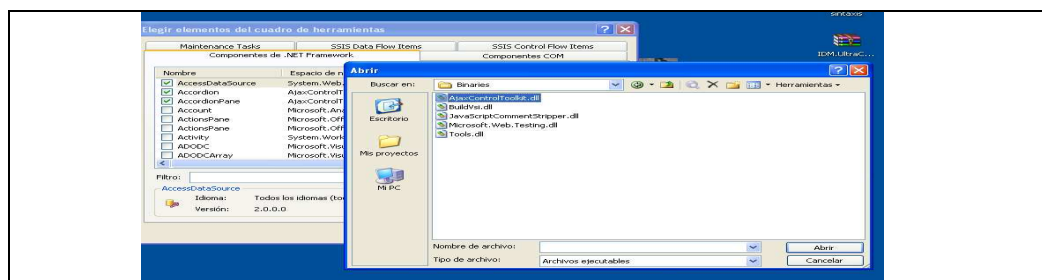 sintaxis
Elegir elementos del cuadro de herramientas
Maintenance Tasks SSIS Data Flow Items SSIS Control Flow Items
Componentes de .NET Framework Componentes COM
IDM.UltraC...
Nombre Espacio de n
AccessDataSource System.Web.
Accordion AjaxControlT
AccordionPane AjaxControlT
Acount Microsoft.Ana
ActionsPane Microsoft.Off
ActionsPane Microsoft.Off
Activity System.Work
ADODC Microsoft.Visu
ADODCArray Microsoft.Visu
Filtro:
AccessDataSource
Idioma: Todos los idiomas (to
Versión: 2.0.0.0
Abrir
Buscar en: Binaries Herramientas
Escritorio
Mis proyectos
Mi PC
AjaxControlToolkit.dll
BuildVsi.dll
JavaScriptCommentStripper.dll
Microsoft.Web.Testing.dll
Tools.dll
Nombre de archivo: Abrir
Tipo de archivo: Archivos ejecutables Cancelar